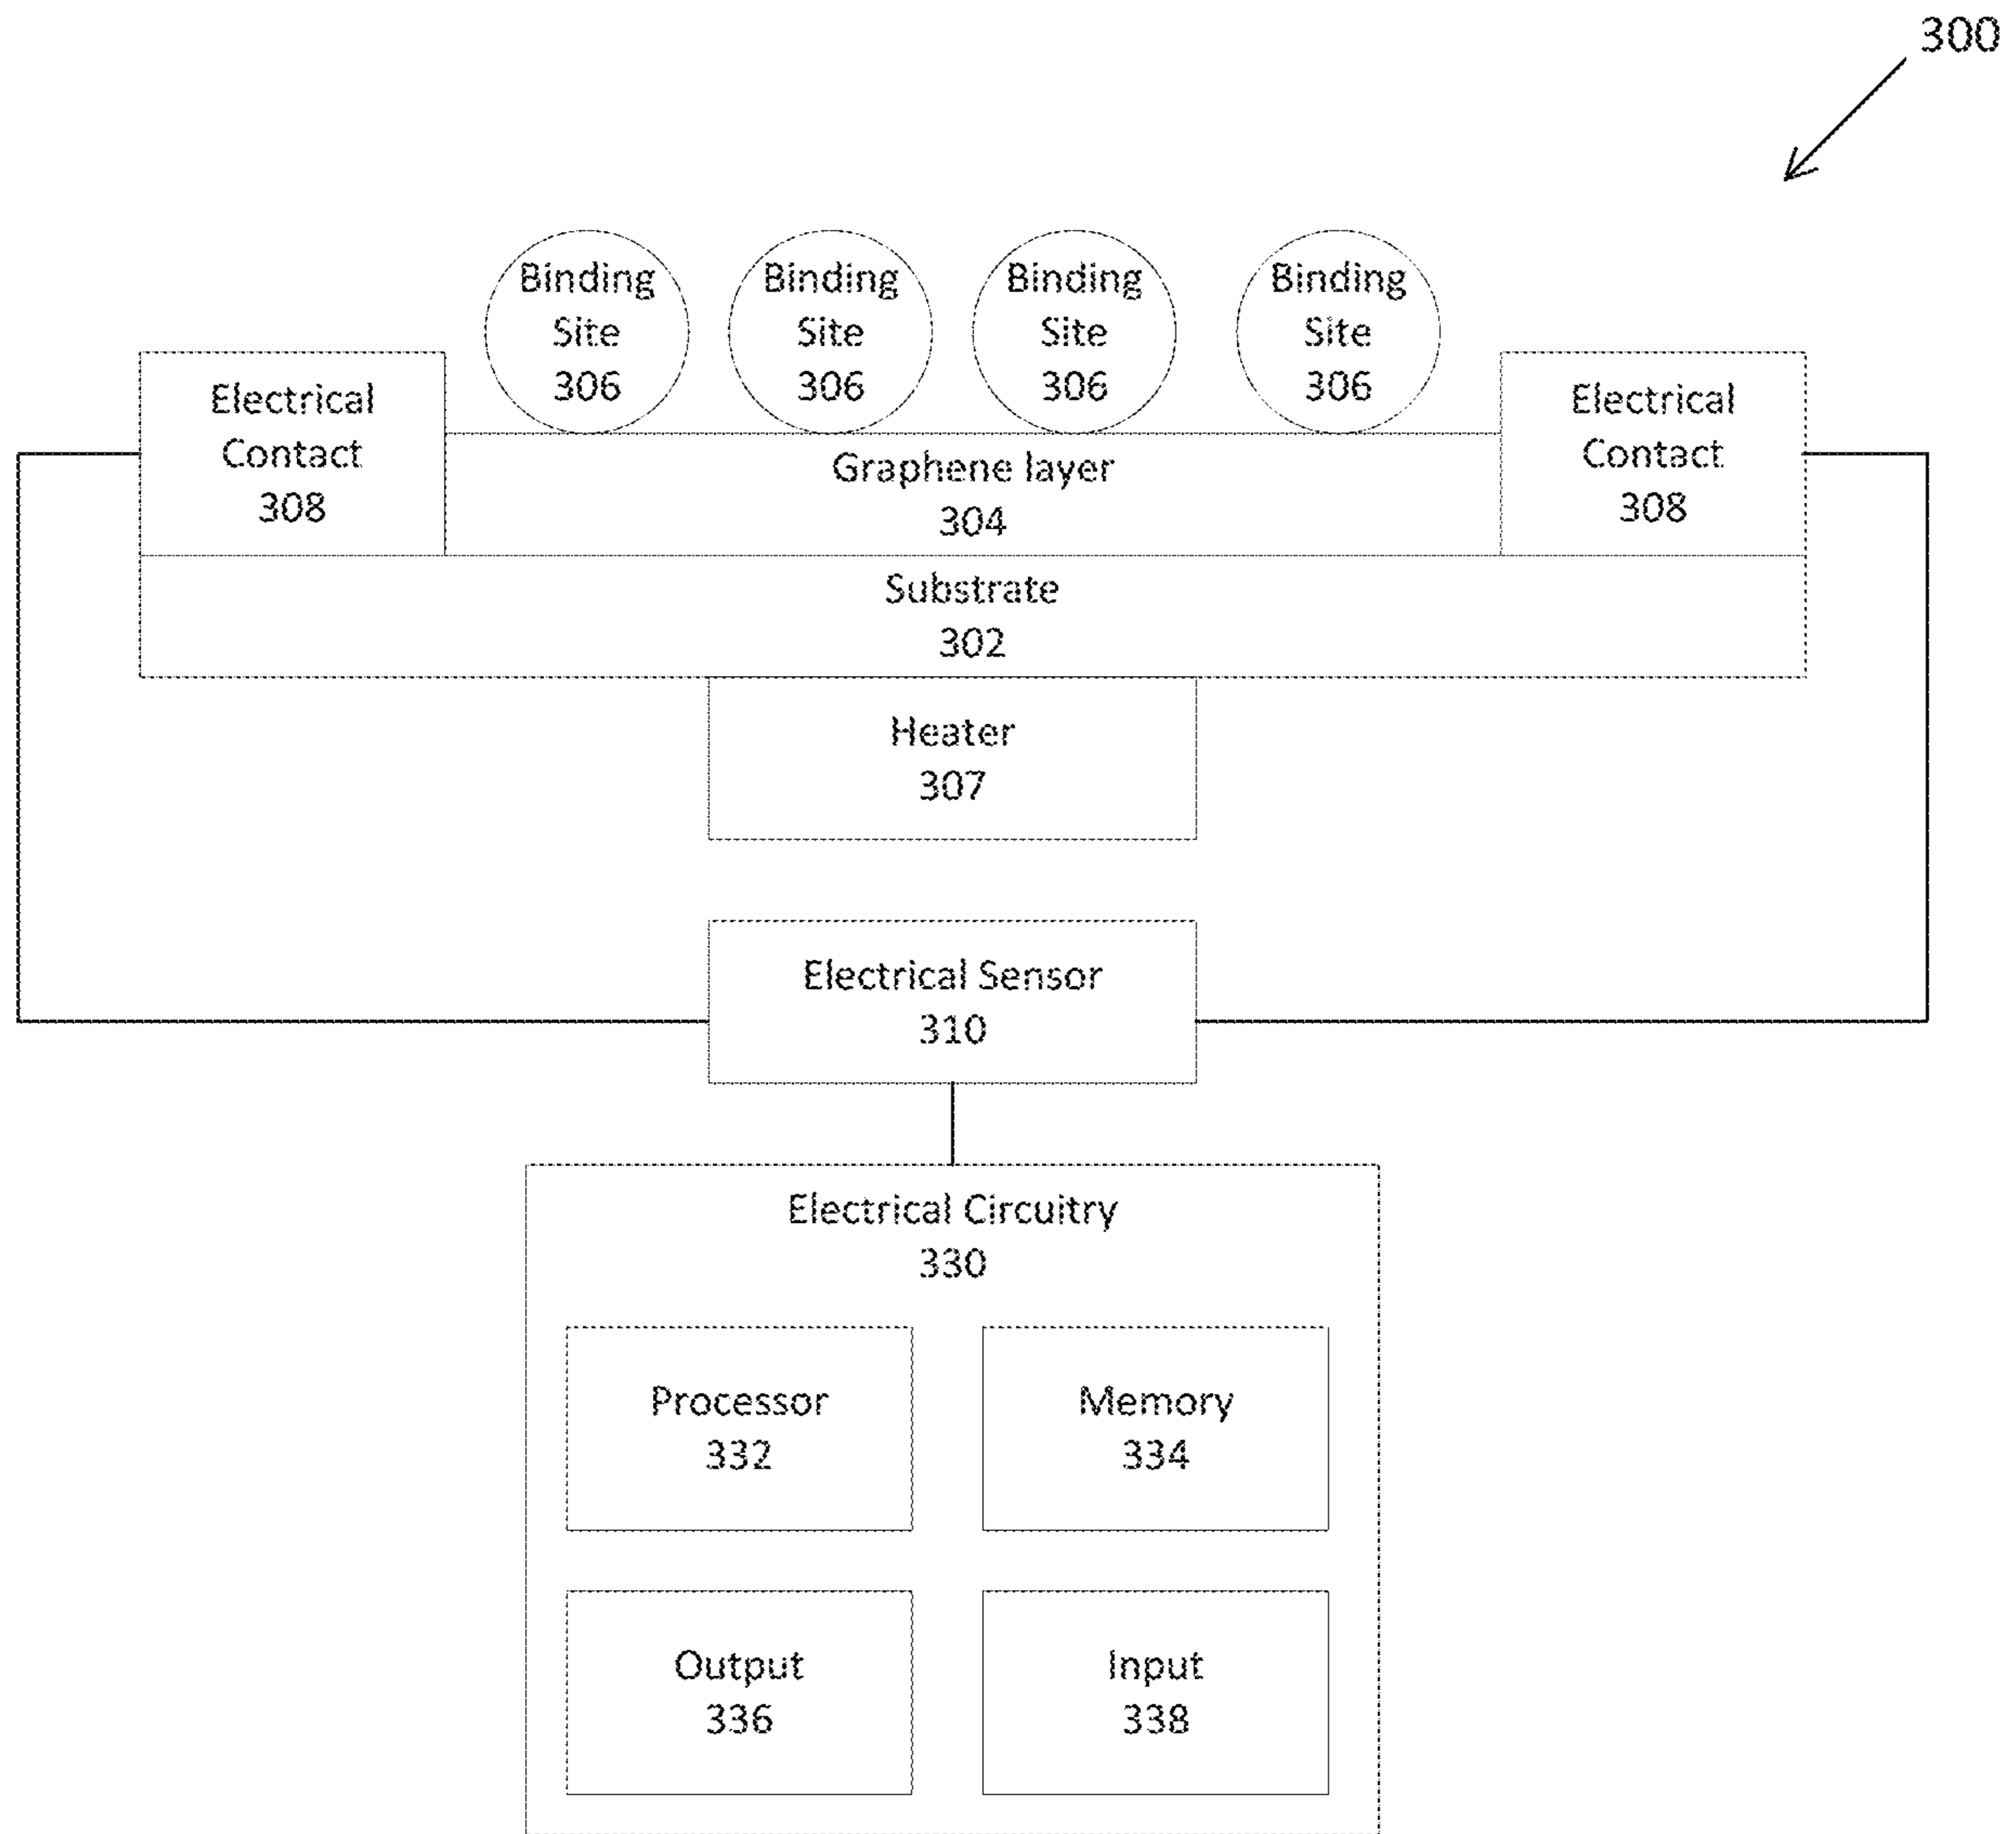 300
Binding
Site
306
Binding
Site
306
Binding
Site
306
Binding
Site
306
Electrical
Contact
308
Graphene layer
304
Electrical
Contact
308
Substrate
302
Heater
307
Electrical Sensor
310
Electrical Circuitry
330
Processor
332
Memory
334
Output
336
Input
338